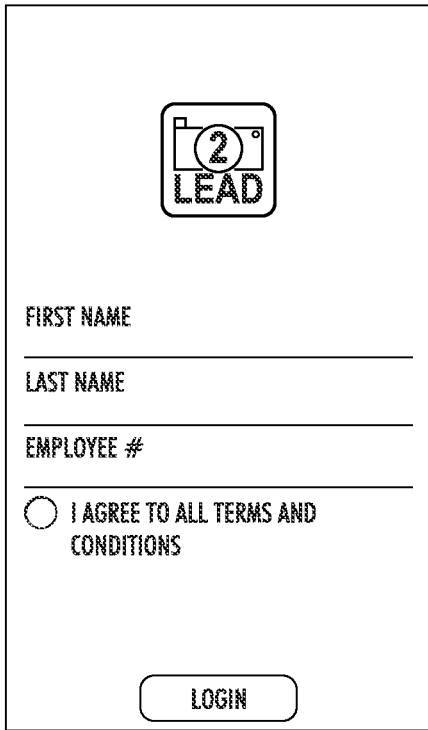 2
LEAD
FIRST NAME
LAST NAME
EMPLOYEE #
I AGREE TO ALL TERMS AND
CONDITIONS
LOGIN